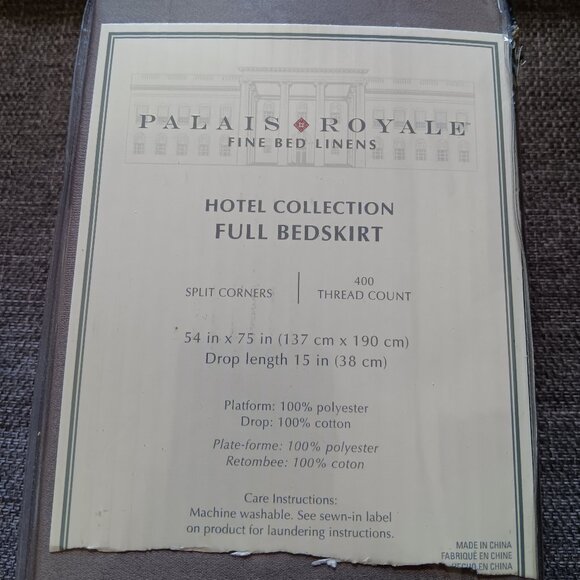 PALAIS ROYALE
FINE BED LINENS
HOTEL COLLECTION
FULL BEDSKIRT
SPLIT CORNERS
400
THREAD COUNT
54 in x 75 in (137 cm x 190 cm)
Drop length 15 in (38 cm)
Platform: 100% polyester
Drop: 100% cotton
Plate-forme: 100% polyester
Retombee: 100% coton
Care Instructions:
Machine washable. See sewn-in label
on product for laundering instructions.
MADE IN CHINA
FABRIQUÉ EN CHINE
HECHO EN CHINA